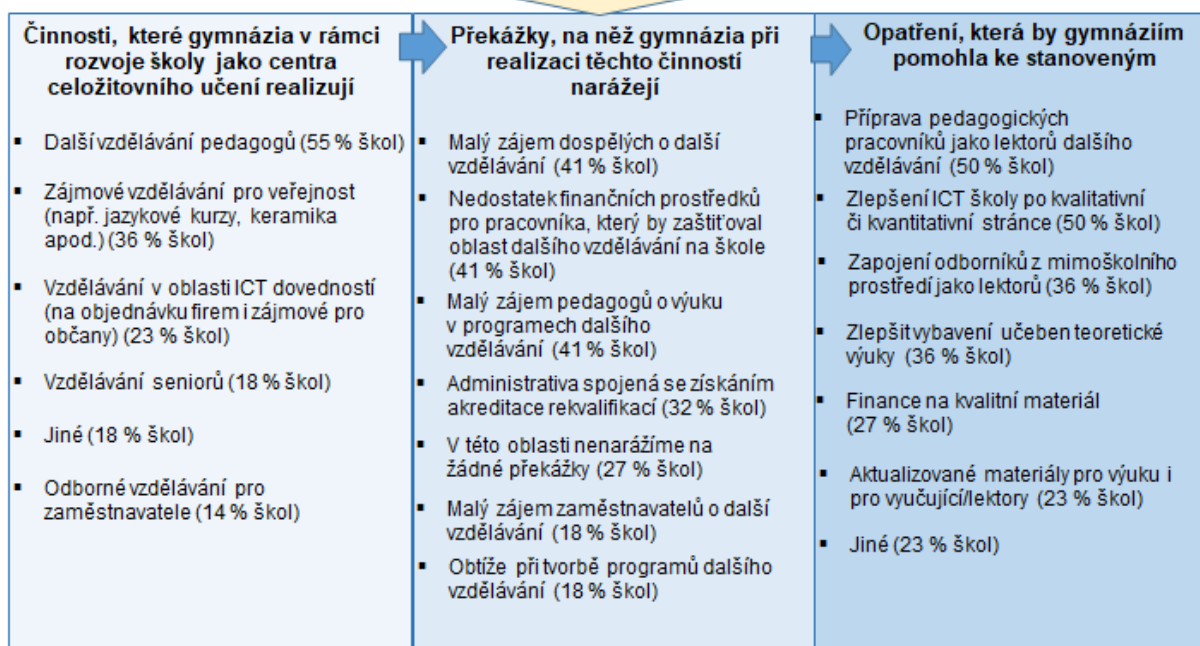 Činnosti, které gymnázia v rámci
rozvoje školy jako centra
celožitovního učení realizují
▪ Další vzdělávání pedagogů (55 % škol)
▪ Zájmové vzdělávání pro veřejnost
(např. jazykové kurzy, keramika
apod.) (36 % škol)
▪ Vzdělávání v oblasti ICT dovedností
(na objednávku firem i zájmové pro
občany) (23 % škol)
▪ Vzdělávání seniorů (18 % škol)
▪ Jiné (18 % škol)
▪ Odborné vzdělávání pro
zaměstnavatele (14 % škol)
Překážky, na něž gymnázia při
realizaci těchto činností
narážejí
▪ Malý zájem dospělých o další
vzdělávání (41 % škol)
▪ Nedostatek finančních prostředků
pro pracovníka, který by zaštiťoval
oblast dalšího vzdělávání na škole
(41 % škol)
▪ Malý zájem pedagogů o výuku
v programech dalšího
vzdělávání (41 % škol)
▪ Administrativa spojená se získáním
akreditace rekvalifikací (32 % škol)
▪ V této oblasti nenarážíme na
žádné překážky (27 % škol)
▪ Malý zájem zaměstnavatelů o další
vzdělávání (18 % škol)
▪ Obtíže při tvorbě programů dalšího
vzdělávání (18 % škol)
Opatření, která by gymnáziím
pomohla ke stanoveným
▪ Příprava pedagogických
pracovníků jako lektorů dalšího
vzdělávání (50 % škol)
▪ Zlepšení ICT školy po kvalitativní
či kvantitativní stránce (50 % škol)
▪ Zapojení odborníků z mimoškolního
prostředí jako lektorů (36 % škol)
▪ Zlepšit vybavení učeben teoretické
výuky (36 % škol)
▪ Finance na kvalitní materiál
(27 % škol)
▪ Aktualizované materiály pro výuku i
pro vyučující/lektory (23 % škol)
▪ Jiné (23 % škol)